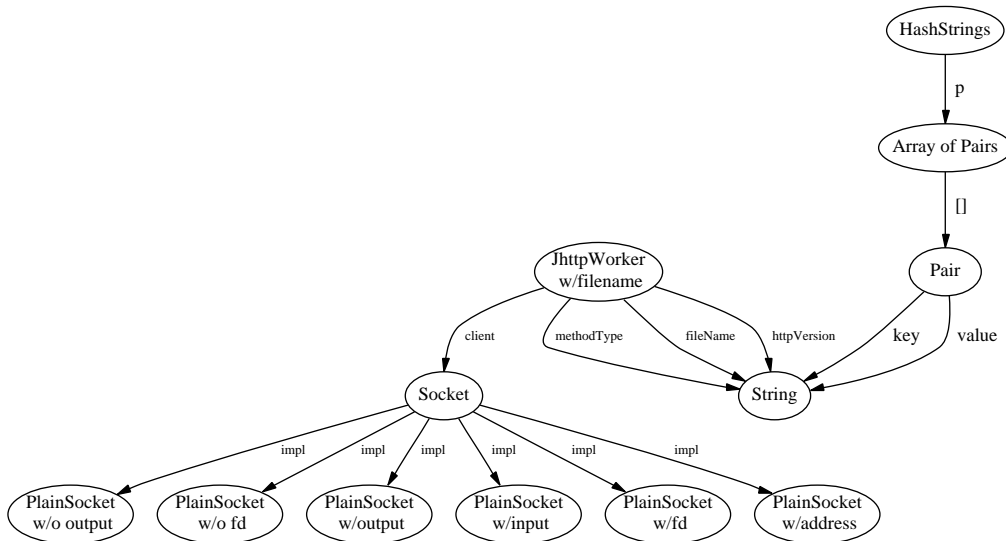 HashStrings
p
Array of Pairs
[]
JhttpWorker
w/filename
Pair
client
methodType
fileName
httpVersion
key
value
Socket
String
impl
impl
impl
impl
impl
impl
PlainSocket
w/o output
PlainSocket
w/o fd
PlainSocket
w/output
PlainSocket
w/input
PlainSocket
w/fd
PlainSocket
w/address